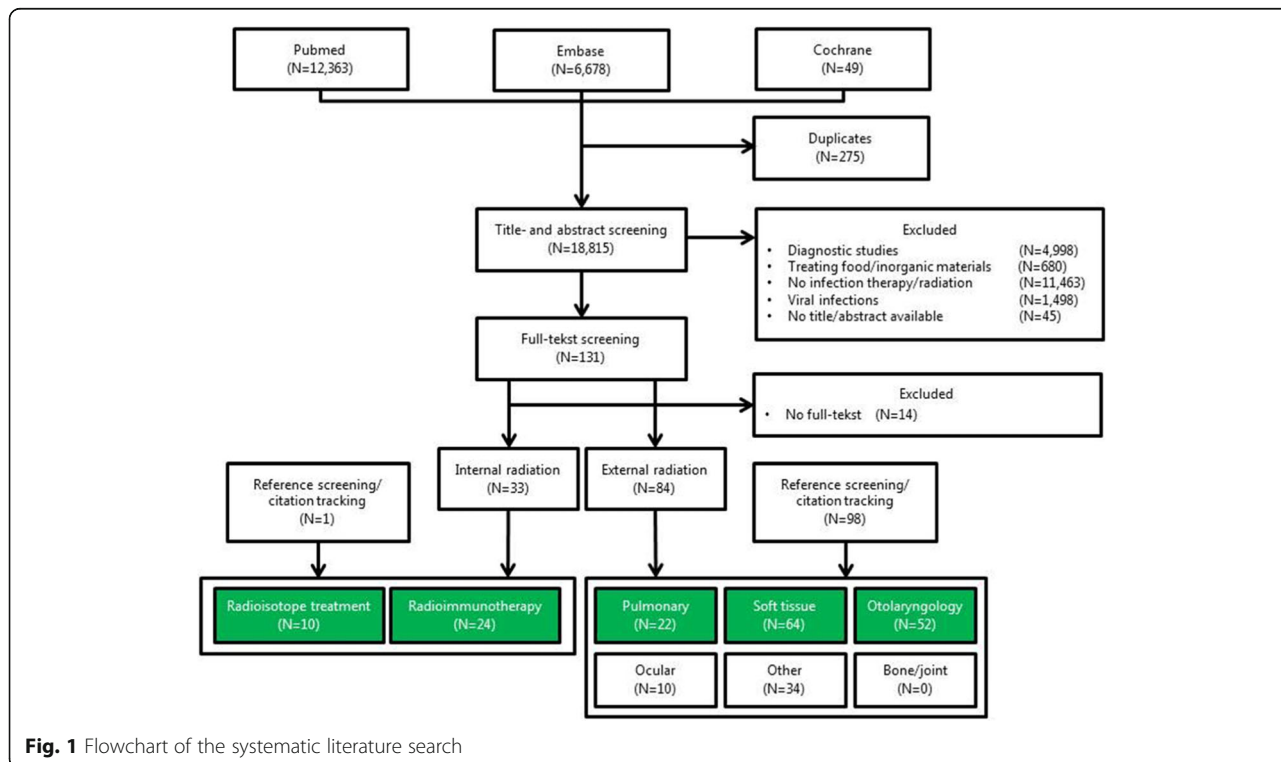 Pubmed
(N=12,363)
Embase
(N=6,678)
Cochrane
(N=49)
Duplicates
(N=275)
Title- and abstract screening
(N=18,815)
Excluded
• Diagnostic studies (N=4,998)
• Treating food/inorganic materials (N=680)
• No infection therapy/radiation (N=11,463)
• Viral infections (N=1,498)
• No title/abstract available (N=45)
Full-tekst screening
(N=131)
Excluded
• No full-tekst (N=14)
Reference screening/
citation tracking
(N=1)
Internal radiation
(N=33)
External radiation
(N=84)
Reference screening/
citation tracking
(N=98)
Radioisotope treatment
(N=10)
Radioimmunotherapy
(N=24)
Pulmonary
(N=22)
Soft tissue
(N=64)
Otolaryngology
(N=52)
Ocular
(N=10)
Other
(N=34)
Bone/joint
(N=0)
Fig. 1 Flowchart of the systematic literature search